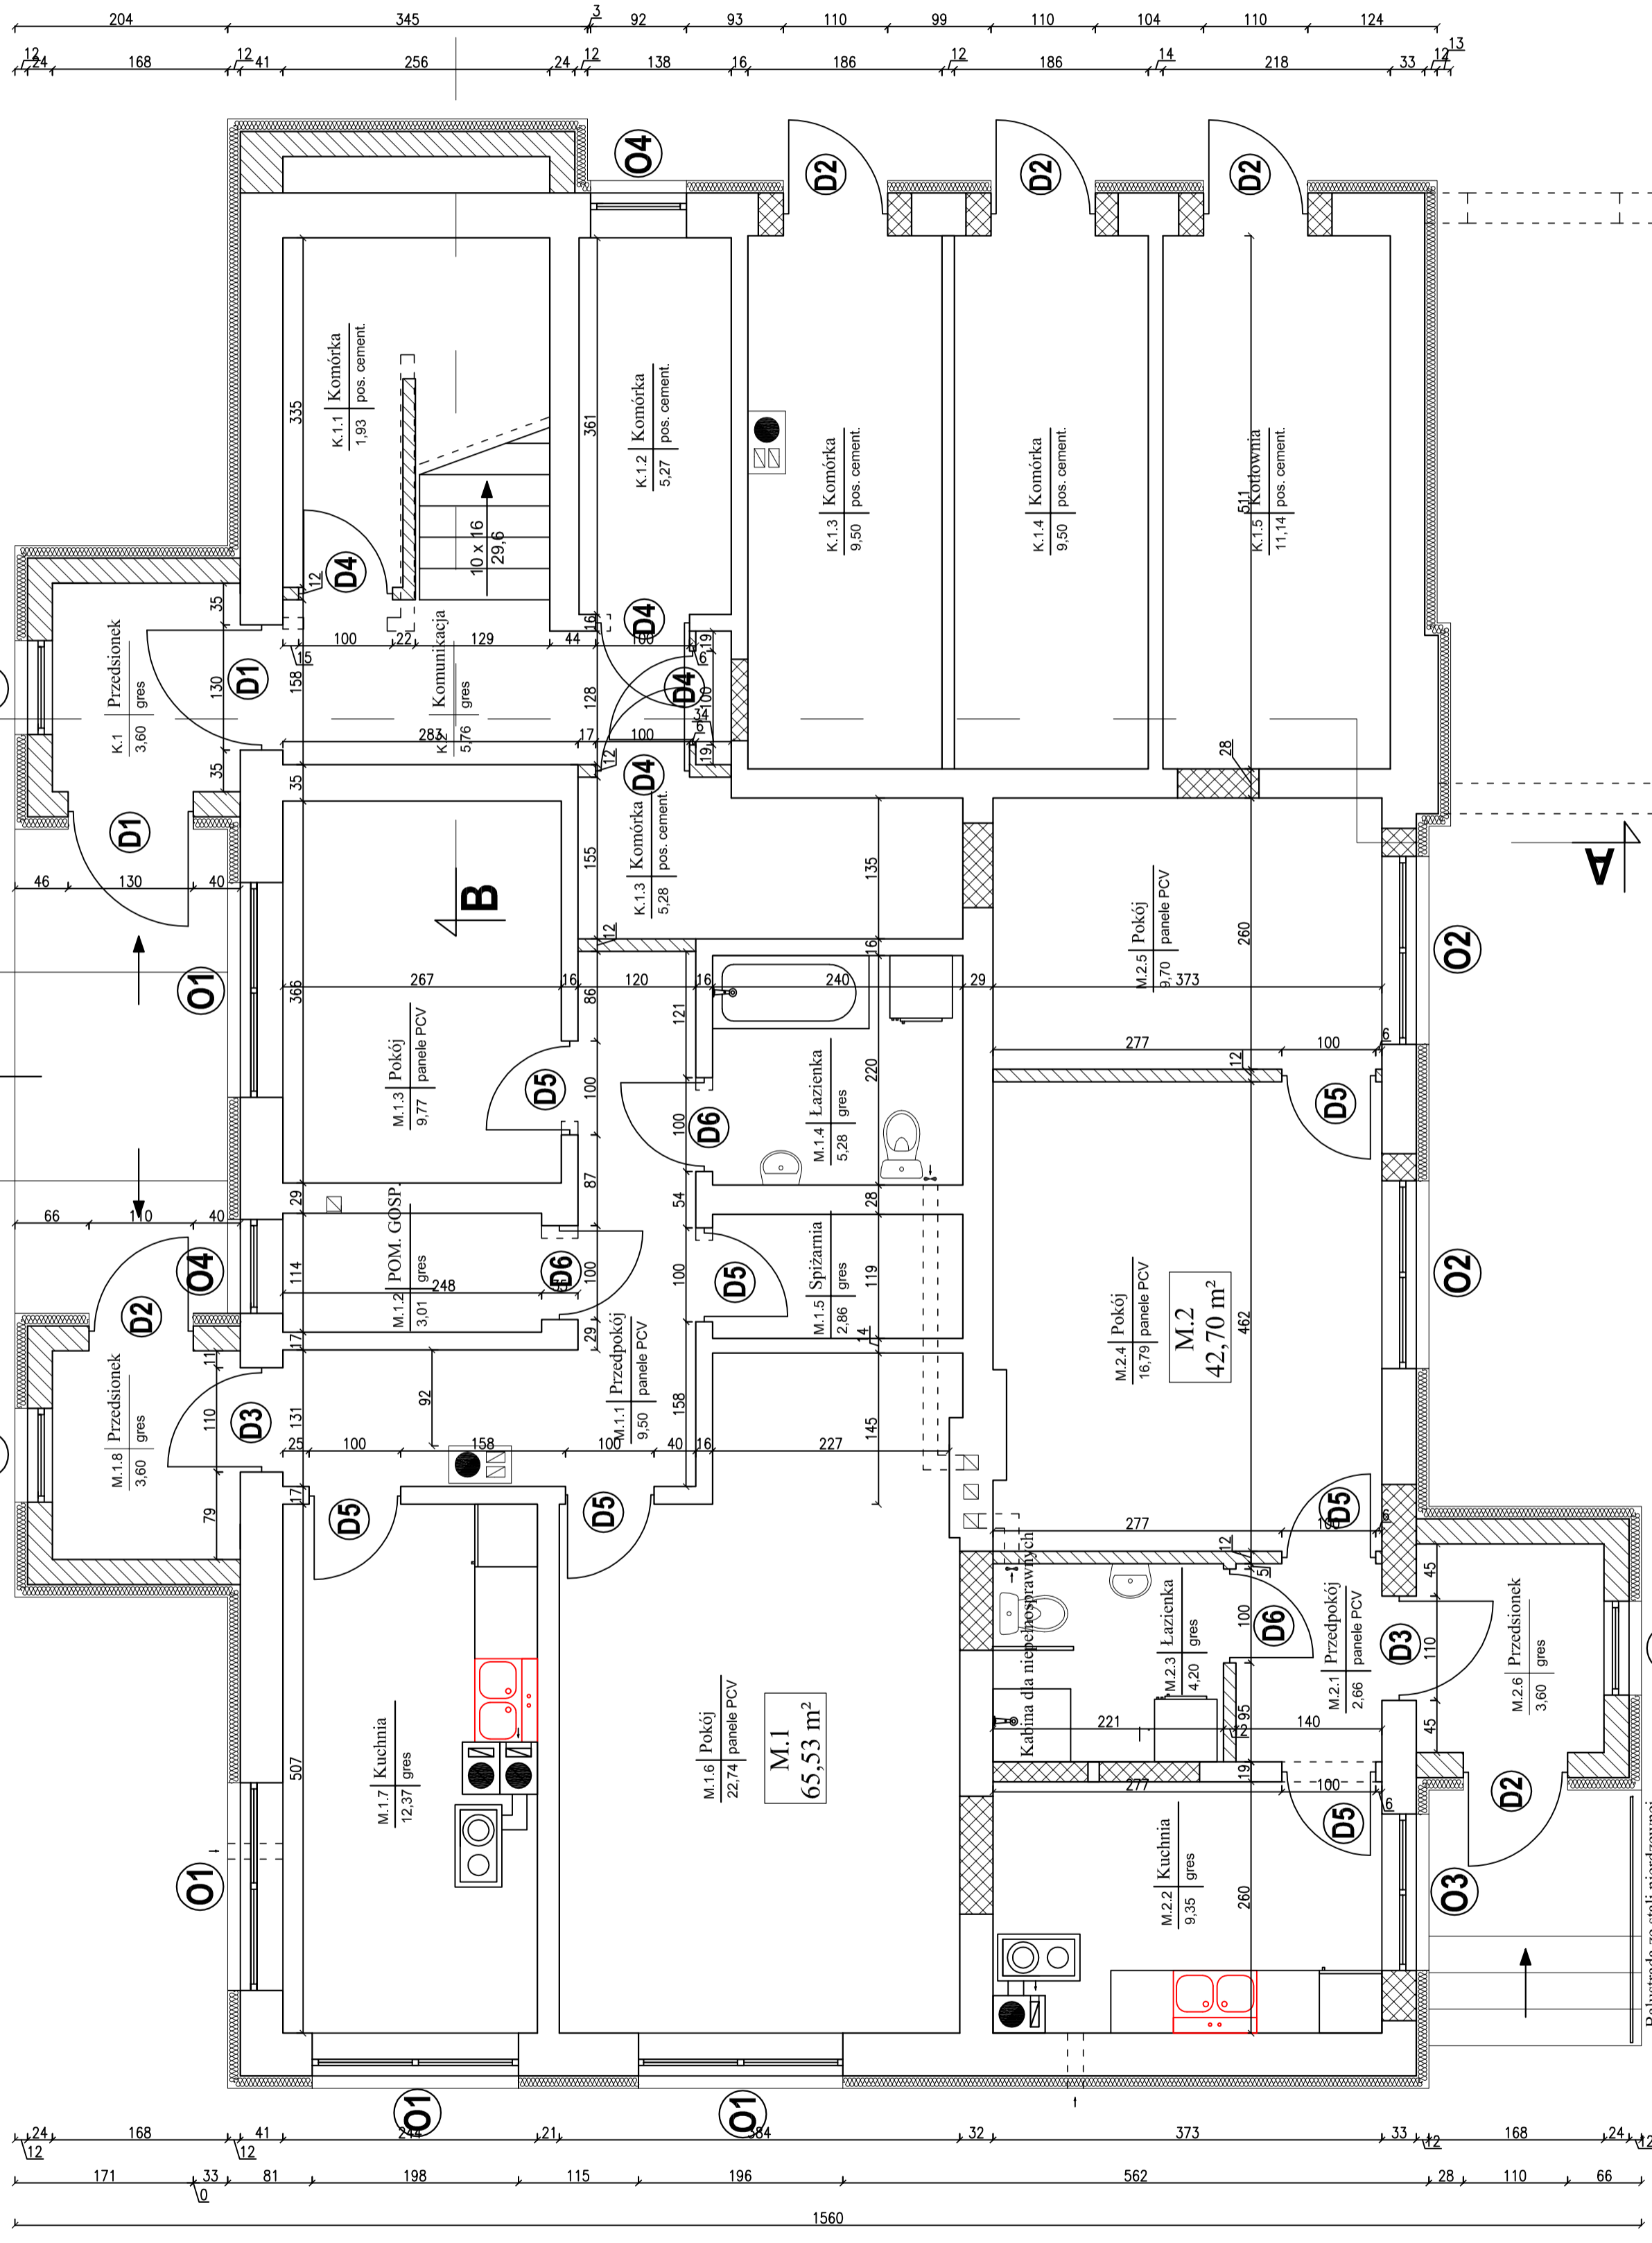 204 345 3 92 93 110 99 110 104 110 124
12 24 168 12 41 256 24 12 138 16 186 12 186 14 218 33 12 13
O4
D2
D2
D2
K.1.1 Komórka
1,93 pos. cement.
335
361
K.1.2 Komórka
5,27 pos. cement.
K.1.3 Komórka
9,50 pos. cement.
K.1.4 Komórka
9,50 pos. cement.
K.1.5 Kotłownia
11,14 pos. cement.
511
10 x 16
29,6
D4
12
K.1 Przedsionek
3,60 gres
35
130
35
D1
D1
158
15
100 22 129 44 100
16
D4
D4
D4
K.2 Komunikacja
5,76 gres
128
19
6
100
34
6
19
283 17 100
12
28
46 130 40
35
155
K.1.3 Komórka
5,28 pos. cement.
135
12
16
B
A
O1
366
267 16 120 16 240 29 373
86
121
M.1.3 Pokój
9,77 panele PCV
D5
100
100
D6
M.1.4 Łazienka
5,28 gres
220
M.2.5 Pokój
9,70 panele PCV
260
O2
277 100 6
12
D5
87
54
29
28
66 110 40
O4
D2
M.1.2 POM. GOSP.
3,01 gres
114
248
D6
100
100
D5
M.1.5 Spiżarnia
2,86 gres
119
14
29
17
M.2.4 Pokój
16,79 panele PCV
M.2
42,70 m²
462
O2
M.1.8 Przedsionek
3,60 gres
11
110
79
D3
131
92
M.1.1 Przedpokój
9,50 panele PCV
158
145
25 100 158 100 40 16 227
17
D5
D5
277 100 6
12
5
D5
Kabina dla niepełnosprawnych
M.2.3 Łazienka
4,20 gres
100
D6
M.2.1 Przedpokój
2,66 panele PCV
D3
45
110
45
M.2.6 Przedsionek
3,60 gres
221 12 140
95
19
277 100 6
D5
D2
507
M.1.7 Kuchnia
12,37 gres
M.1.6 Pokój
22,74 panele PCV
M.1
65,53 m²
M.2.2 Kuchnia
9,35 gres
260
O3
O1
O1
O1
24 168 41 244 21 384 32 373 33 168 24
12 12 12 12
171 33 81 198 115 196 562 28 110 66
0
1560